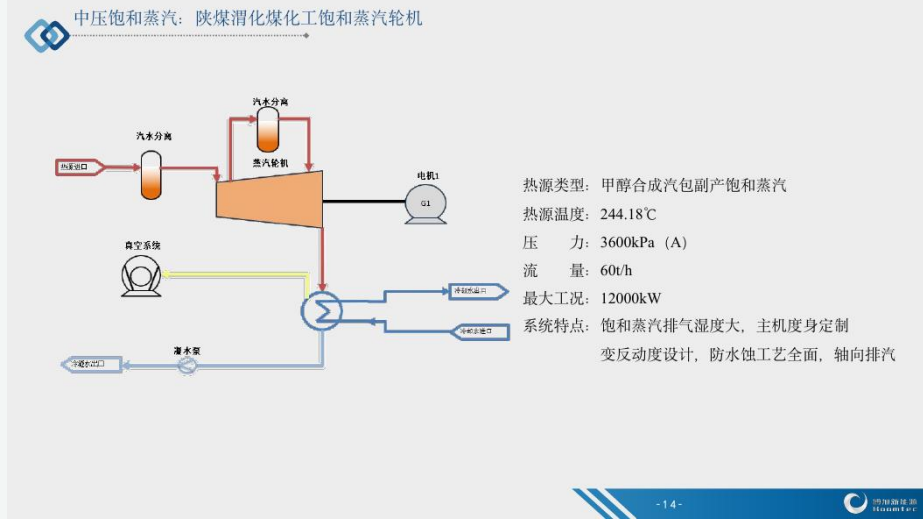 中压饱和蒸汽：陕煤渭化煤化工饱和蒸汽轮机
汽水分离
汽水分离
热源进口
蒸汽轮机
电机1
G1
真空系统
冷却水出口
冷却水进口
凝水泵
冷凝水出口
热源类型：甲醇合成汽包副产饱和蒸汽
热源温度：244.18℃
压　　力：3600kPa（A）
流　　量：60t/h
最大工况：12000kW
系统特点：饱和蒸汽排气湿度大，主机度身定制
变反动度设计，防水蚀工艺全面，轴向排汽
-14-